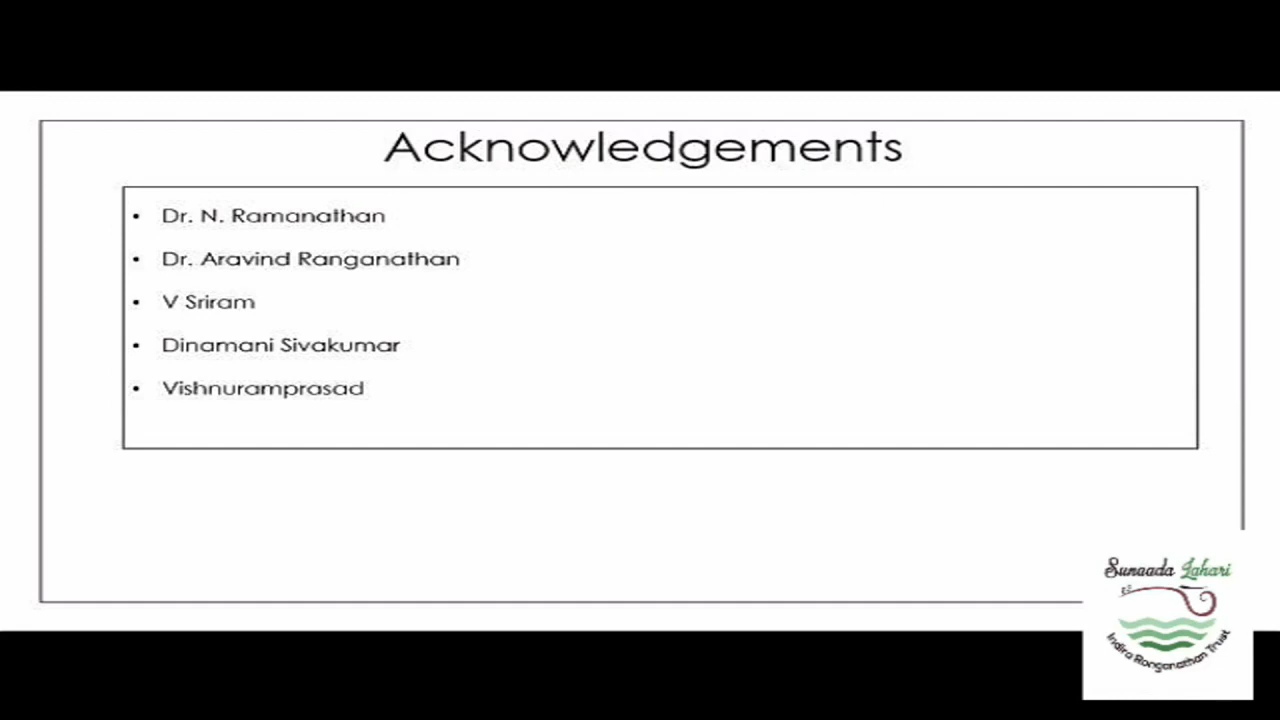 Acknowledgements
• Dr. N. Ramanathan
• Dr. Aravind Ranganathan
• V Sriram
• Dinamani Sivakumar
• Vishnuramprasad
Sunaada Lahari
Indira Ranganathan Trust